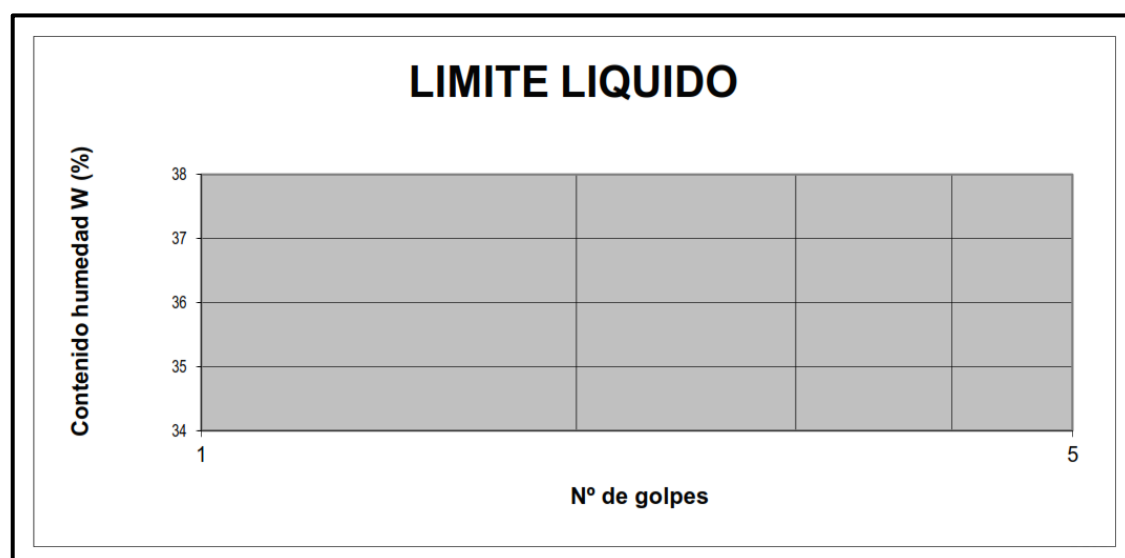 LIMITE LIQUIDO
Contenido humedad W (%)
38
37
36
35
34
1 5
Nº de golpes